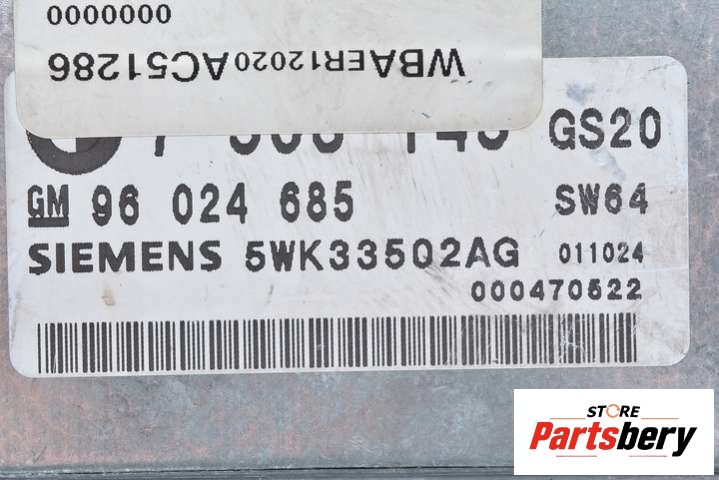 0000000
WBAER12020AC51286
GS20
GM 96 024 685 SW64
SIEMENS 5WK33502AG 011024
000470522
STORE
Partsbery